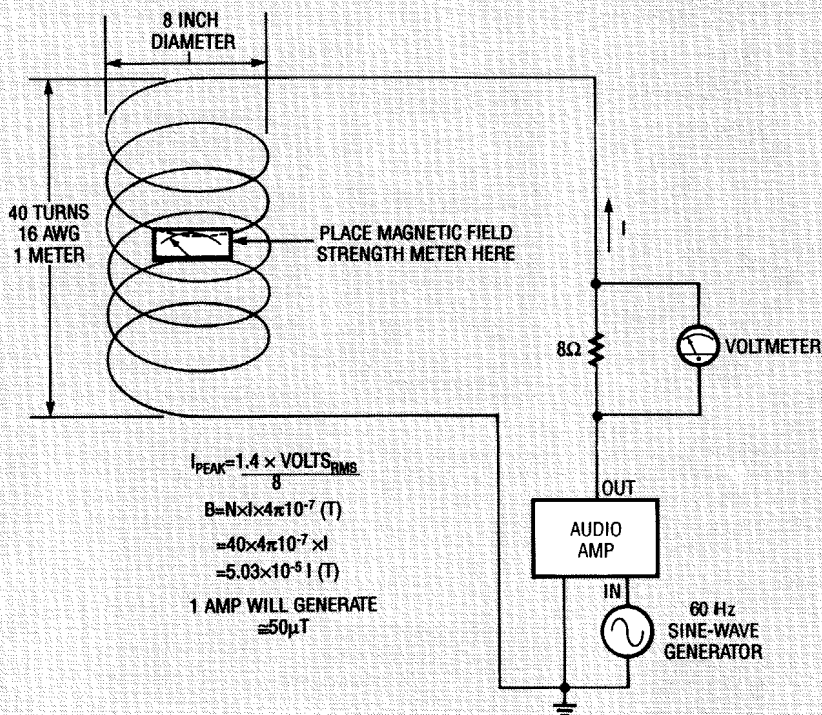 8 INCH
DIAMETER
40 TURNS
16 AWG
1 METER
PLACE MAGNETIC FIELD
STRENGTH METER HERE
I
8Ω
VOLTMETER
I_PEAK=1.4 × VOLTS_RMS
8
B=N×I×4π10⁻⁷ (T)
=40×4π10⁻⁷ ×I
=5.03×10⁻⁵ I (T)
1 AMP WILL GENERATE
≅50μT
OUT
AUDIO
AMP
IN
60 Hz
SINE-WAVE
GENERATOR